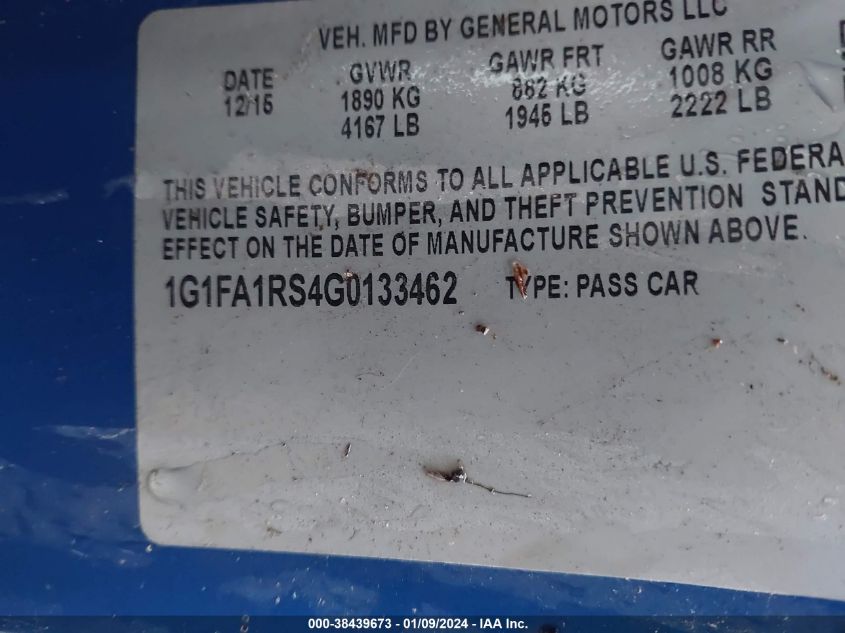 VEH. MFD BY GENERAL MOTORS LLC
DATE GVWR GAWR FRT GAWR RR
12/15 1890 KG 882 KG 1008 KG
4167 LB 1945 LB 2222 LB
THIS VEHICLE CONFORMS TO ALL APPLICABLE U.S. FEDERA
VEHICLE SAFETY, BUMPER, AND THEFT PREVENTION STAND
EFFECT ON THE DATE OF MANUFACTURE SHOWN ABOVE.
1G1FA1RS4G0133462 TYPE: PASS CAR
000-38439673 - 01/09/2024 - IAA Inc.